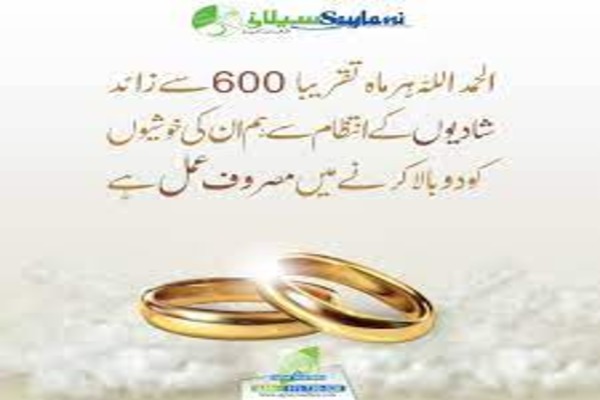 سیلانی Saylani
الحمد اللہ ہر ماہ تقریبا 600 سے زائد
شادیوں کے انتظام سے ہم ان کی خوشیوں
کو دوبالا کرنے میں مصروف عمل ہے